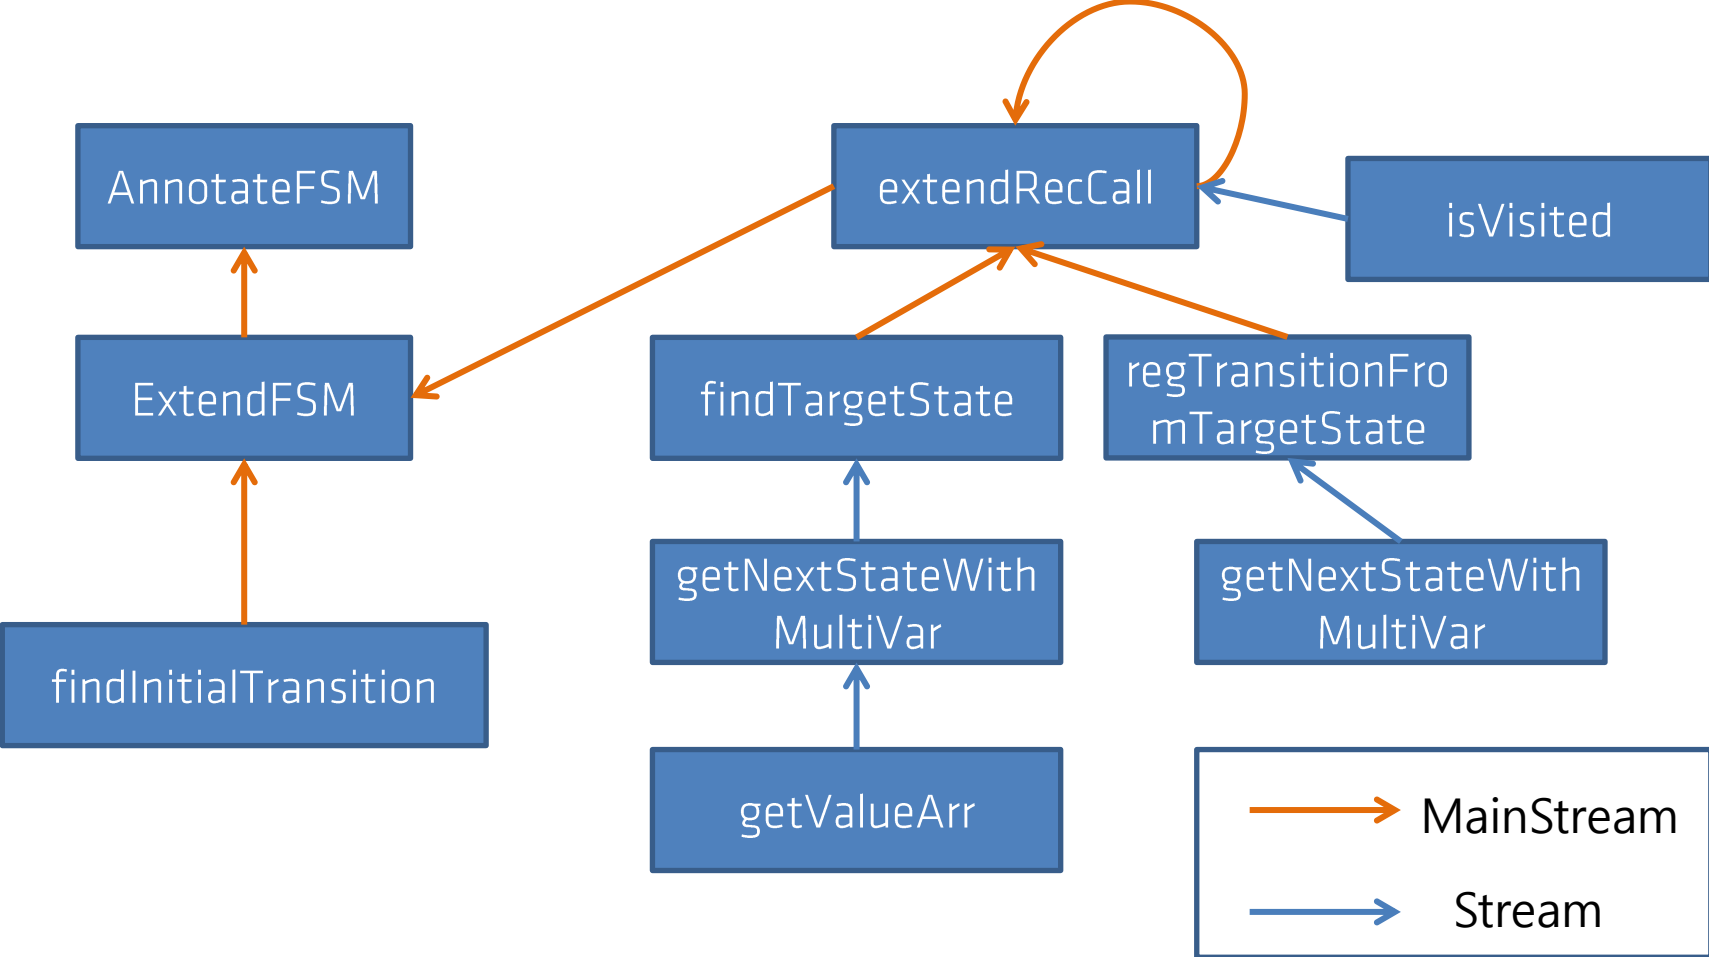 AnnotateFSM
extendRecCall
isVisited
ExtendFSM
findTargetState
regTransitionFro
mTargetState
getNextStateWith
MultiVar
getNextStateWith
MultiVar
findInitialTransition
getValueArr
MainStream
Stream